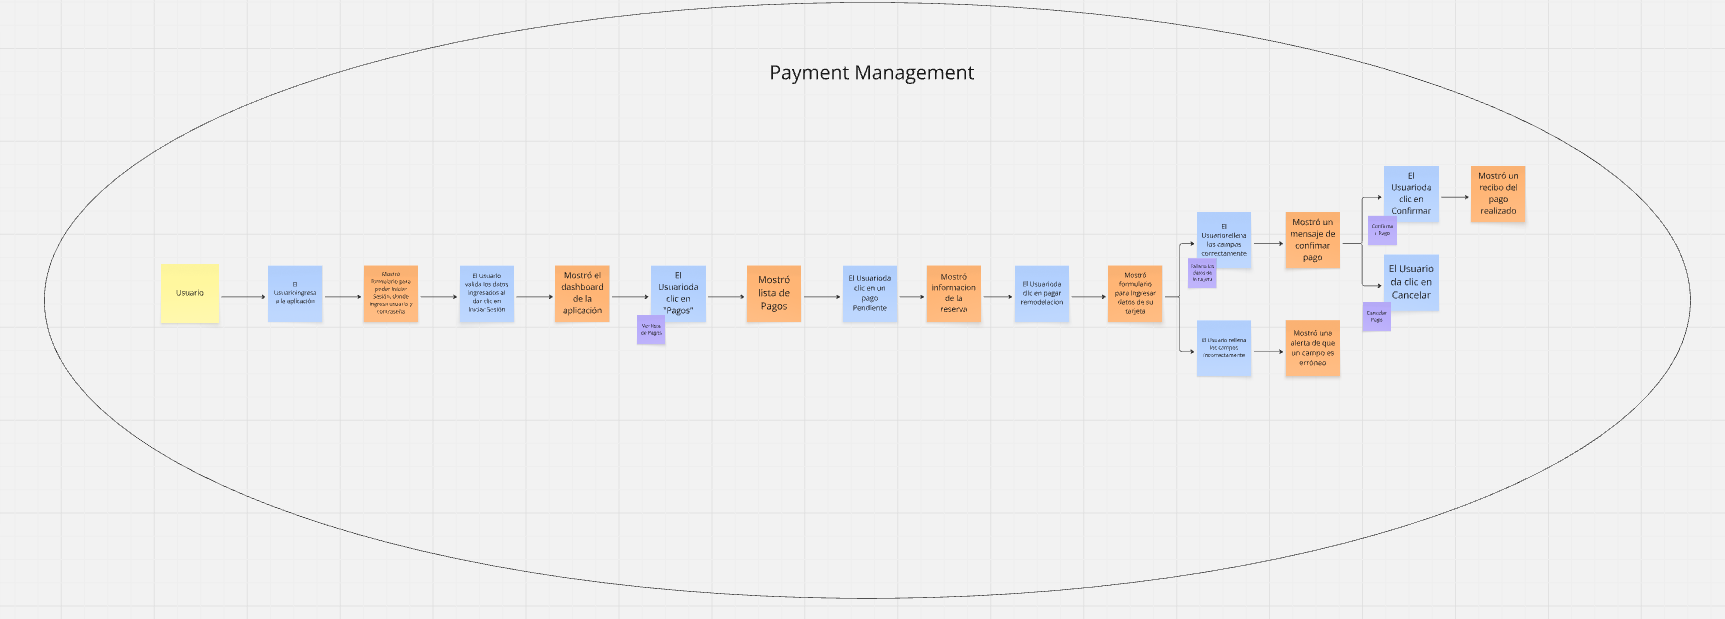 Payment Management
Usuario
El
Usuarioingresa
a le aplicación
Mostró
Formulario para
poder Iniciar
Sesión, donde
ingresa usuario y
contraseña
El Usuario
valida los datos
ingresados al
dar clic en
Iniciar Sesión
Mostró el
dashboard
de la
aplicación
El
Usuarioda
clic en
"Pagos"
Ver lista
de Pagos
Mostró
lista de
Pagos
El Usuarioda
clic en un
pago
Pendiente
Mostró
informacion
de la
reserva
El Usuarioda
clic en pagar
remodelacion
Mostró
formulario
para ingresar
datos de su
tarjeta
El
Usuariorellena
los campos
correctamente
datos de
la tarjeta
Mostró un
mensaje de
confimar
pago
El
Usuarioda
clic en
Confirmar
Confirma
r Pago
Mostró un
recibo del
pago
realizado
El Usuario
da clic en
Cancelar
Cancelar
Pago
El Usuario rellena
los campos
incorrectamente
Mostró una
alerta de que
un campo es
erróneo